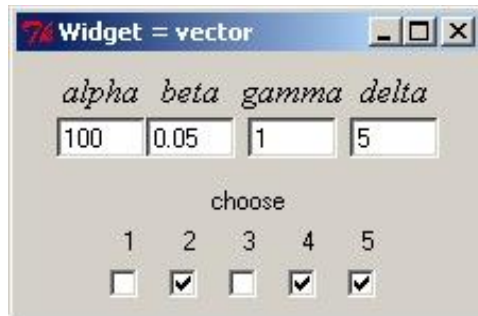 Widget = vector
alpha beta gamma delta
100 0.05 1 5
choose
1 2 3 4 5